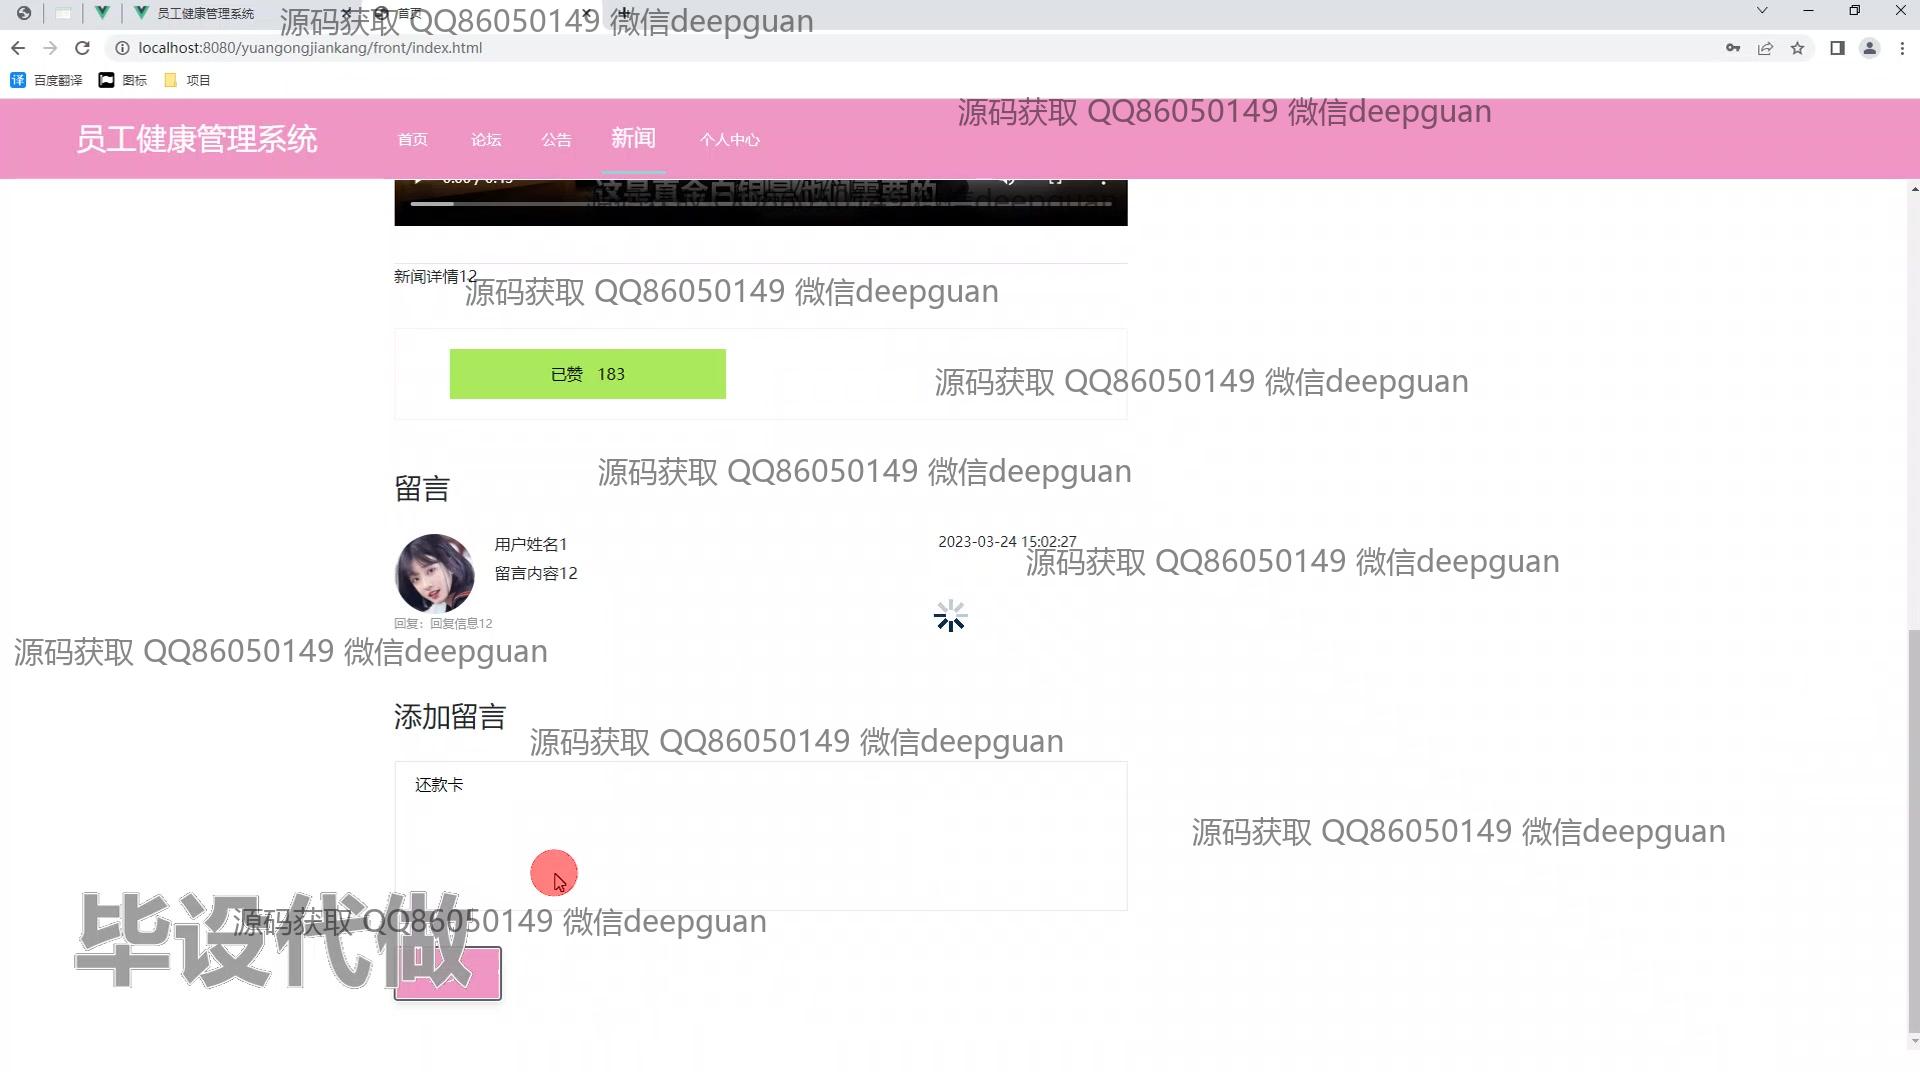 员工健康管理系统
首页
源码获取 QQ86050149 微信deepguan
localhost:8080/yuangongjiankang/front/index.html
百度翻译
图标
项目
源码获取 QQ86050149 微信deepguan
员工健康管理系统
首页
论坛
公告
新闻
个人中心
新闻详情12
源码获取 QQ86050149 微信deepguan
已赞 183
源码获取 QQ86050149 微信deepguan
源码获取 QQ86050149 微信deepguan
留言
用户姓名1
2023-03-24 15:02:27
源码获取 QQ86050149 微信deepguan
留言内容12
回复：回复信息12
源码获取 QQ86050149 微信deepguan
添加留言
源码获取 QQ86050149 微信deepguan
还款卡
源码获取 QQ86050149 微信deepguan
源码获取 QQ86050149 微信deepguan
毕设代做